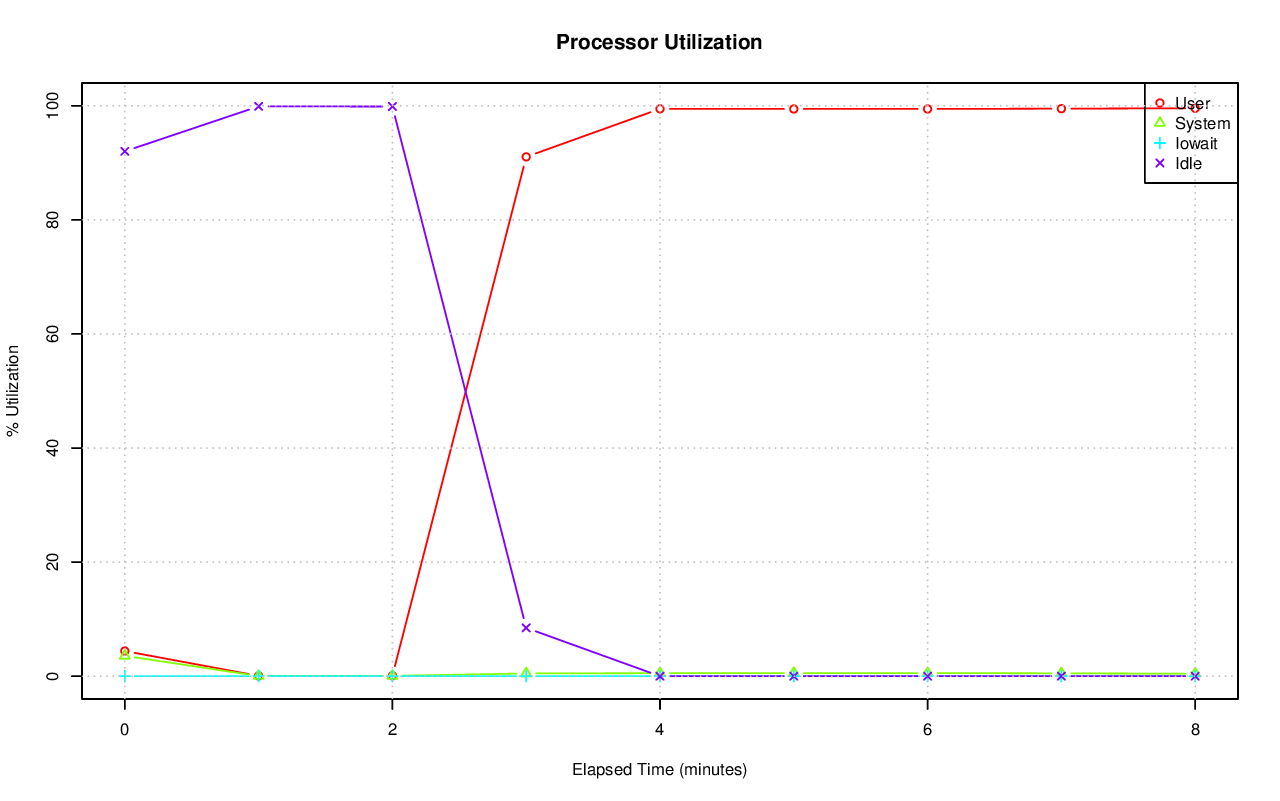 Processor Utilization
% Utilization
100
80
60
40
20
0
User
System
Iowait
Idle
0 2 4 6 8
Elapsed Time (minutes)